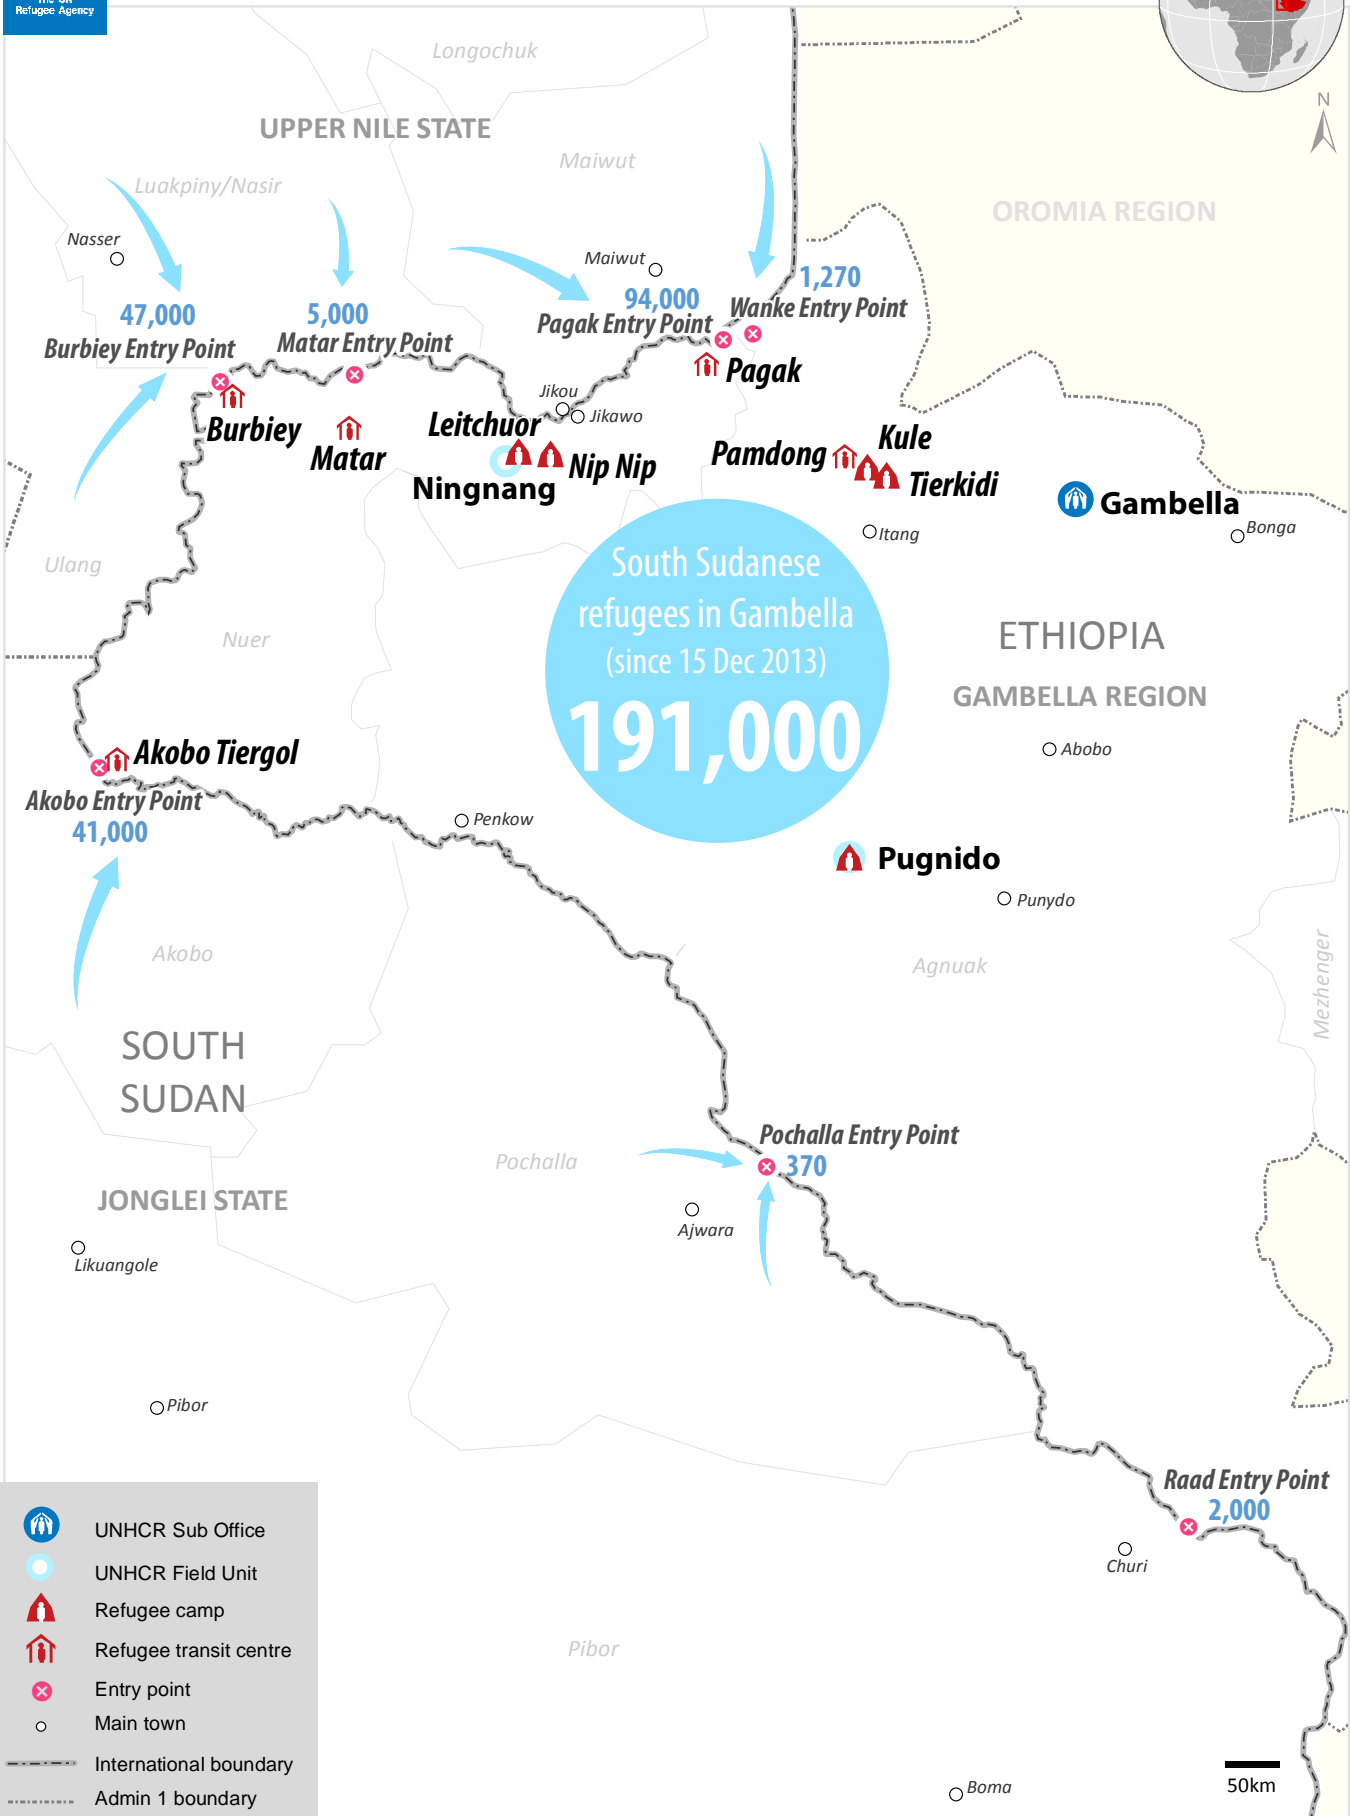 The UN
Refugee Agency
Longochuk
UPPER NILE STATE
Maiwut
Luakpiny/Nasir
N
OROMIA REGION
Nasser
Maiwut
47,000
Burbiey Entry Point
5,000
Matar Entry Point
94,000
Pagak Entry Point
1,270
Wanke Entry Point
Pagak
Jikou
Jikawo
Burbiey
Matar
Leitchuor
Nip Nip
Ningnang
Pamdong
Kule
Tierkidi
Gambella
Itang
Bonga
Ulang
Nuer
South Sudanese
refugees in Gambella
(since 15 Dec 2013)
191,000
ETHIOPIA
GAMBELLA REGION
Abobo
Akobo Tiergol
Akobo Entry Point
41,000
Penkow
Pugnido
Punydo
Akobo
Agnuak
Mezhenger
SOUTH
SUDAN
Pochalla Entry Point
370
Pochalla
JONGLEI STATE
Ajwara
Likuangole
Pibor
Raad Entry Point
2,000
Churi
Pibor
UNHCR Sub Office
UNHCR Field Unit
Refugee camp
Refugee transit centre
Entry point
Main town
International boundary
Admin 1 boundary
Boma
50km